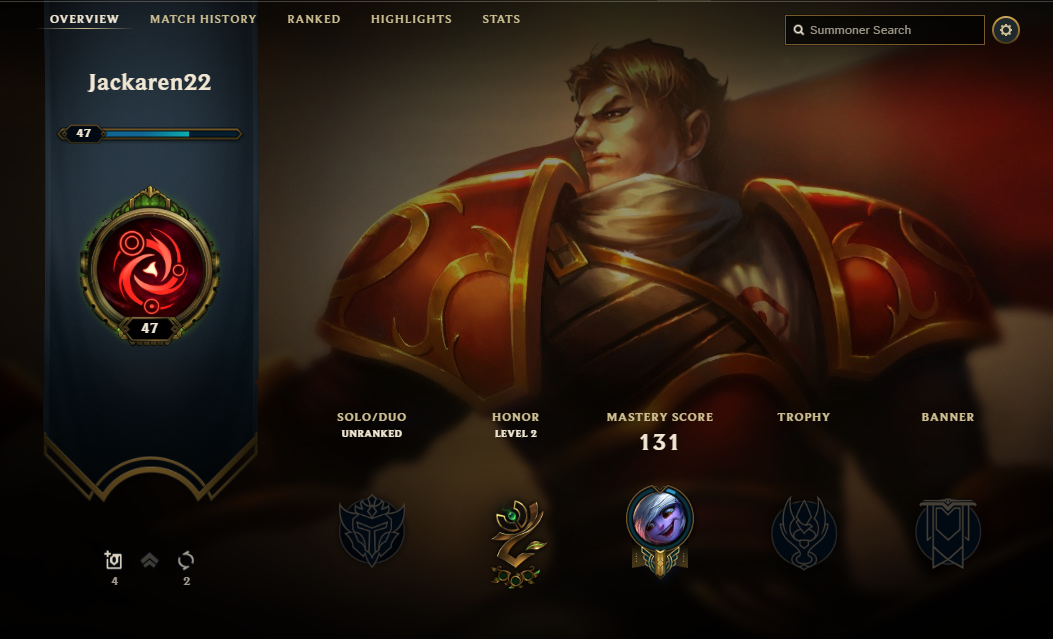 OVERVIEW MATCH HISTORY RANKED HIGHLIGHTS STATS
Summoner Search
Jackaren22
47
47
SOLO/DUO HONOR MASTERY SCORE TROPHY BANNER
UNRANKED LEVEL 2 131
4 2